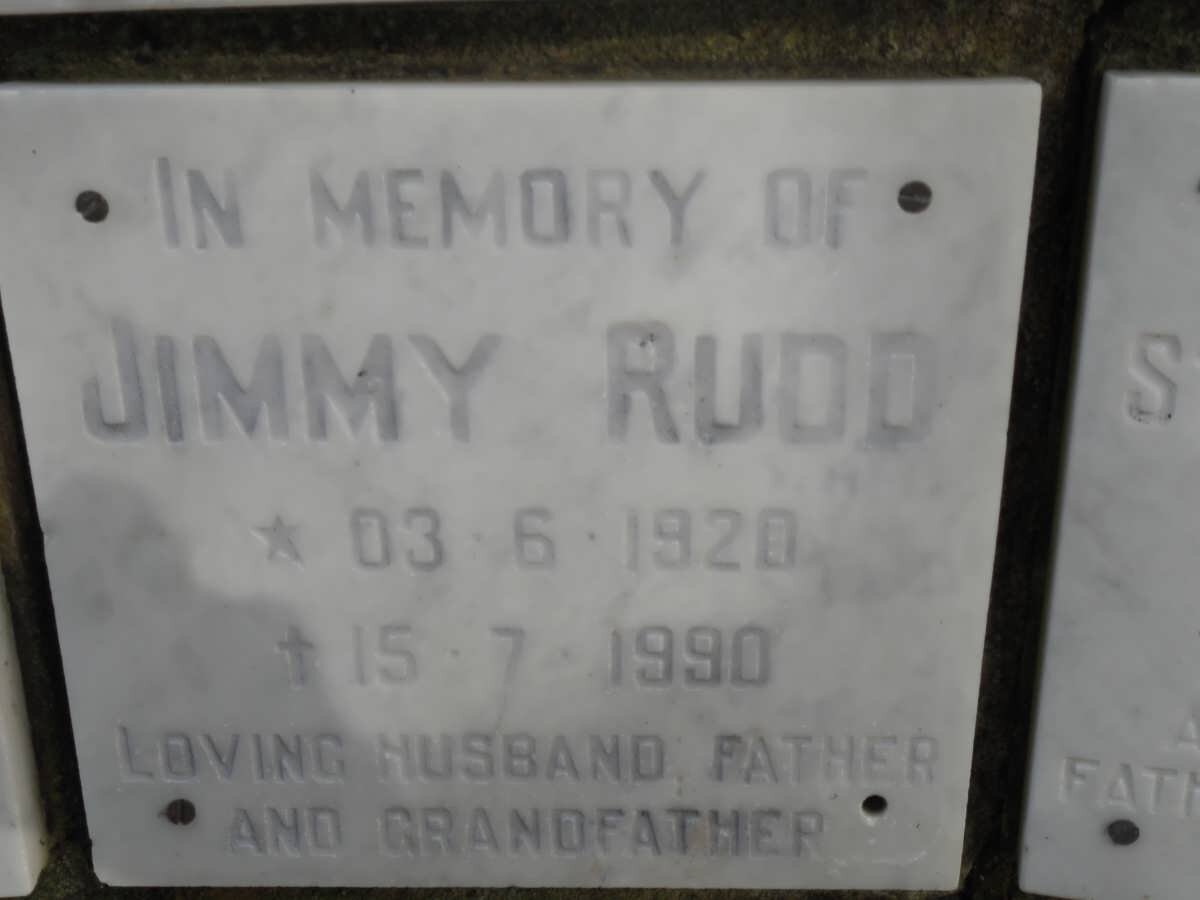 IN MEMORY OF
JIMMY RUDD
★ 03·6·1920
† 15·7·1990
LOVING HUSBAND FATHER
AND GRANDFATHER